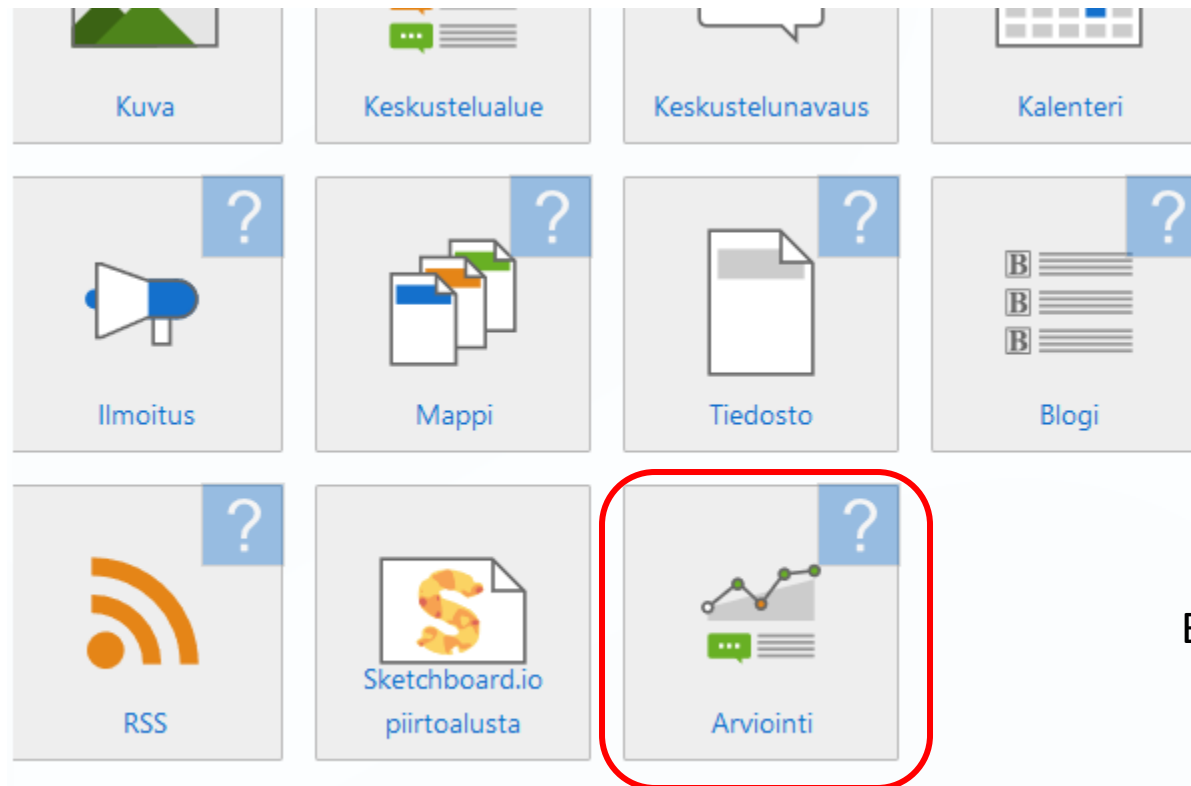 Kuva
Keskustelualue
Keskustelunavaus
Kalenteri
?
?
?
?
B
B
B
Ilmoitus
Mappi
Tiedosto
Blogi
?
?
S
E
Sketchboard.io
piirtoalusta
RSS
Arviointi